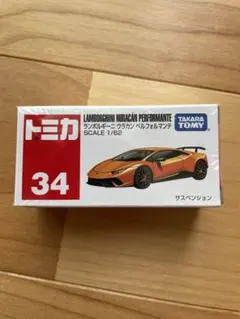 トミカ
34
LAMBORGHINI HURACÁN PERFORMANTE
ランボルギーニ ウラカン ペルフォルマンテ
SCALE 1/62
TAKARA
TOMY
サスペンション